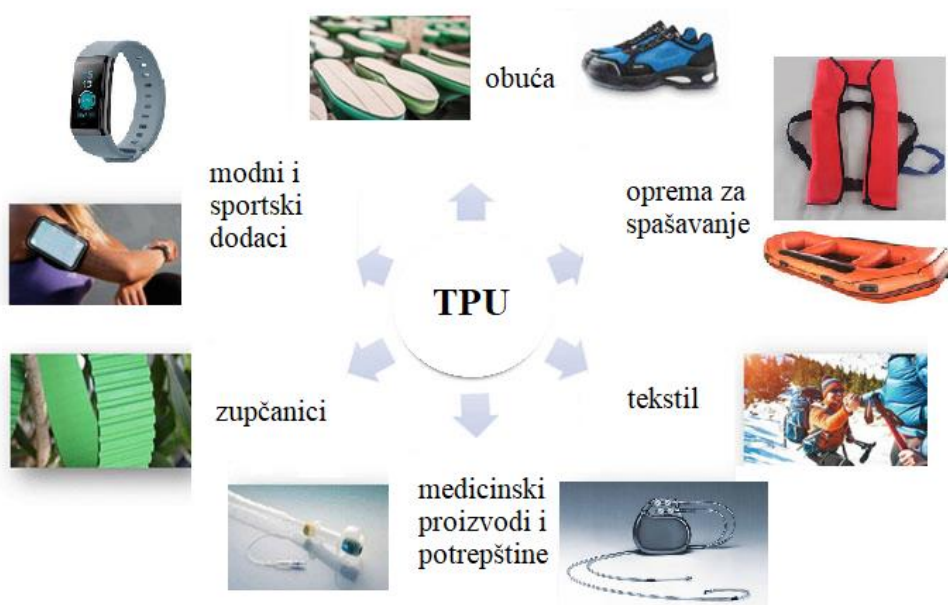 obuća
modni i
sportski
dodaci
oprema za
spašavanje
TPU
zupčanici
tekstil
medicinski
proizvodi i
potrepštine